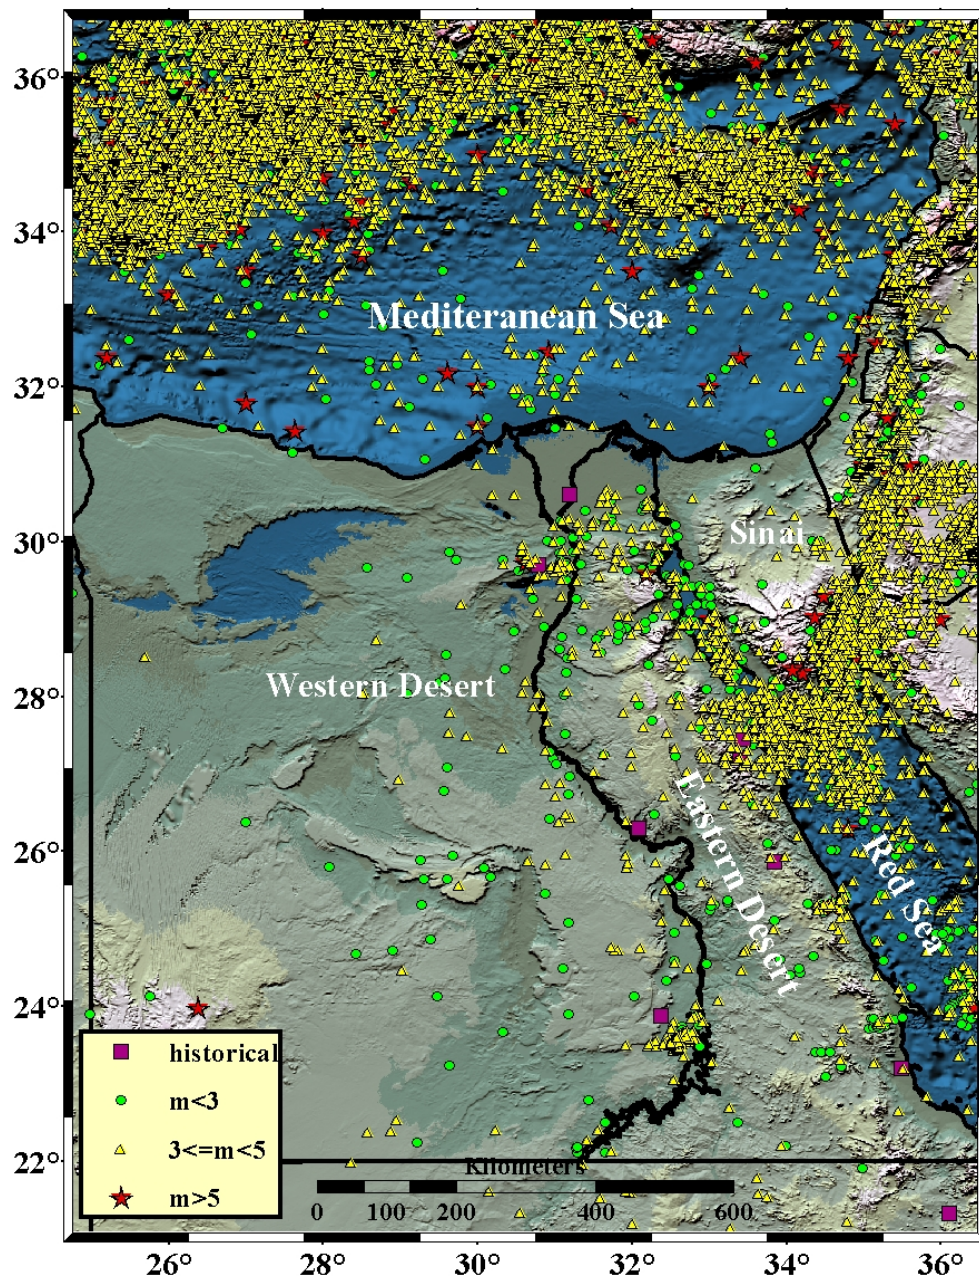 36°
34°
32°
30°
28°
26°
24°
22°
Mediteranean Sea
Sinai
Western Desert
Eastern Desert
Red Sea
historical
m<3
3<=m<5
m>5
Kilometers
0 100 200 400 600
26° 28° 30° 32° 34° 36°